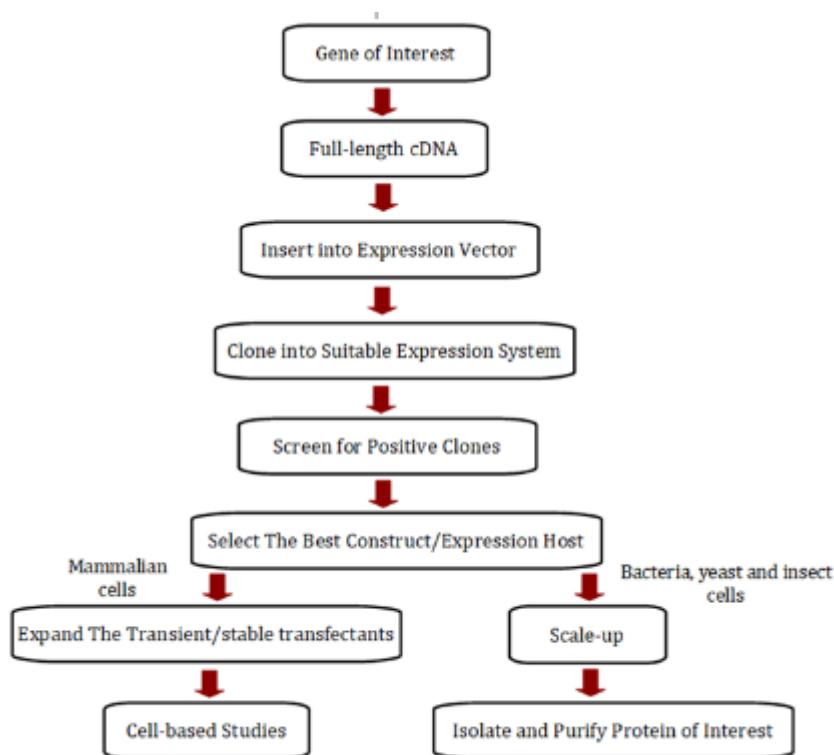 Gene of Interest
Full-length cDNA
Insert into Expression Vector
Clone into Suitable Expression System
Screen for Positive Clones
Select The Best Construct/Expression Host
Mammalian
cells
Bacteria, yeast and insect
cells
Expand The Transient/stable transfectants
Scale-up
Cell-based Studies
Isolate and Purify Protein of Interest